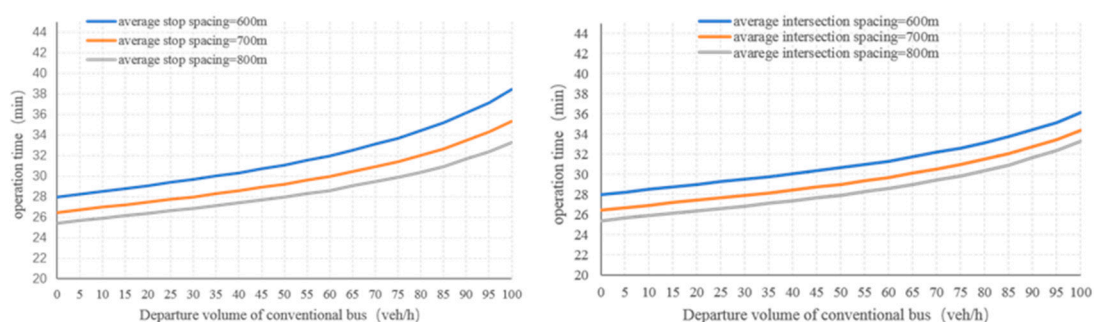 44
42
40
38
36
34
32
30
28
26
24
22
20
operation time (min)
average stop spacing=600m
average stop spacing=700m
average stop spacing=800m
0 5 10 15 20 25 30 35 40 45 50 55 60 65 70 75 80 85 90 95 100
Departure volume of conventional bus (veh/h)
44
42
40
38
36
34
32
30
28
26
24
22
20
operation time (min)
average intersection spacing=600m
avarage intersection spacing=700m
avarege intersection spacing=800m
0 5 10 15 20 25 30 35 40 45 50 55 60 65 70 75 80 85 90 95 100
Departure volume of conventional bus (veh/h)